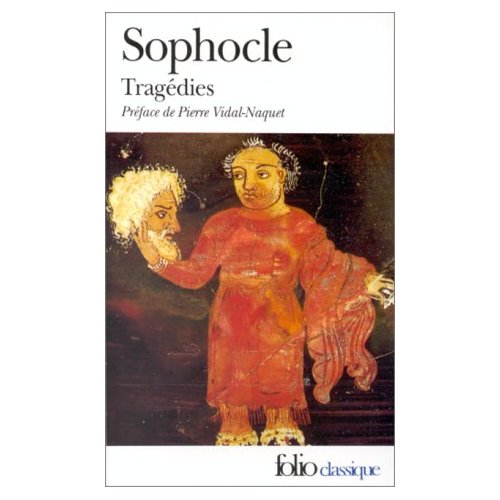 Sophocle
Tragédies
Préface de Pierre Vidal-Naquet
folio classique